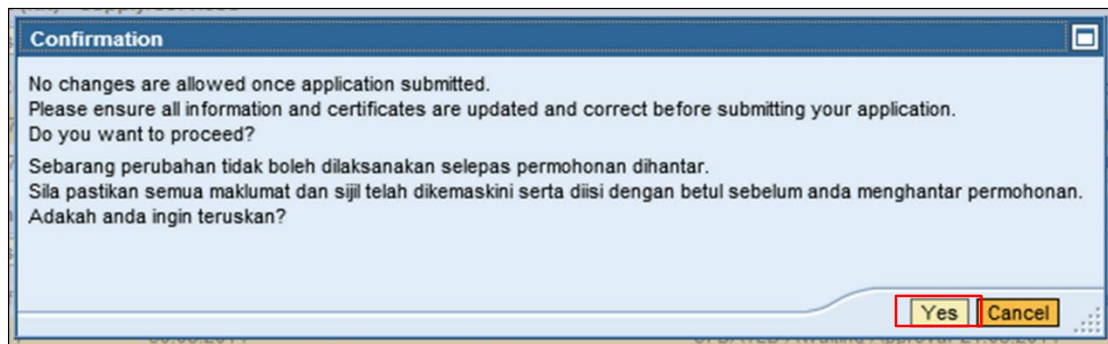 Confirmation
No changes are allowed once application submitted.
Please ensure all information and certificates are updated and correct before submitting your application.
Do you want to proceed?
Sebarang perubahan tidak boleh dilaksanakan selepas permohonan dihantar.
Sila pastikan semua maklumat dan sijil telah dikemaskini serta diisi dengan betul sebelum anda menghantar permohonan.
Adakah anda ingin teruskan?
Yes Cancel